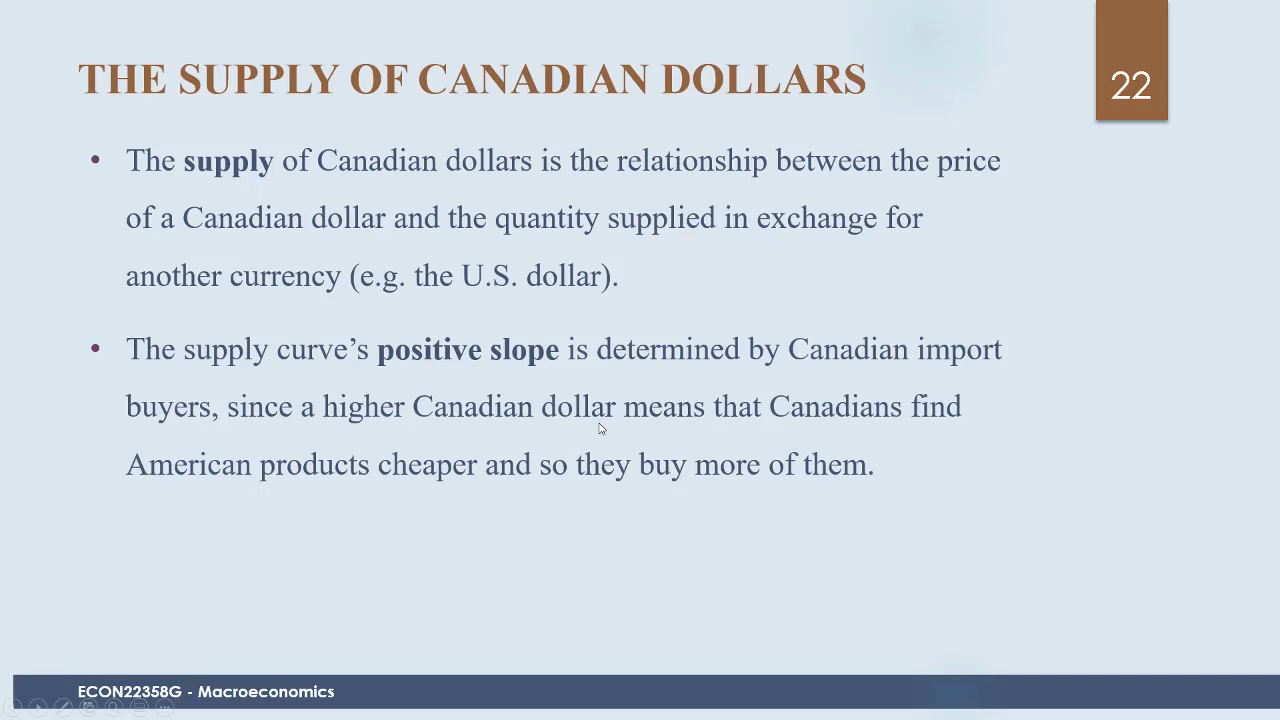 THE SUPPLY OF CANADIAN DOLLARS
22
• The supply of Canadian dollars is the relationship between the price
of a Canadian dollar and the quantity supplied in exchange for
another currency (e.g. the U.S. dollar).
• The supply curve’s positive slope is determined by Canadian import
buyers, since a higher Canadian dollar means that Canadians find
American products cheaper and so they buy more of them.
ECON22358G - Macroeconomics